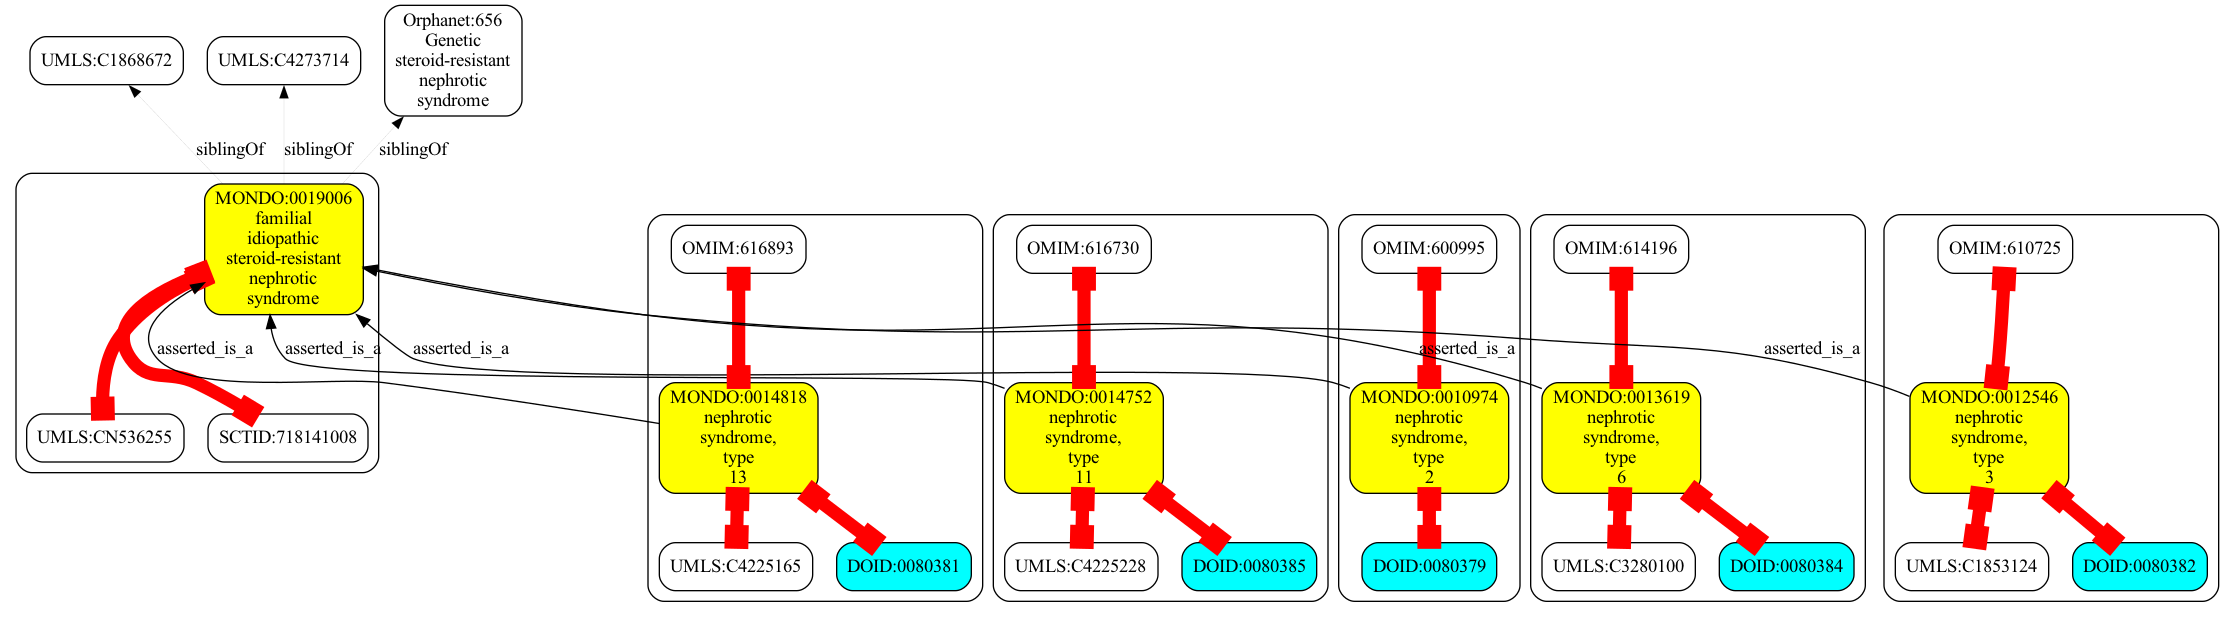 Orphanet:656
Genetic
steroid-resistant
nephrotic
syndrome
UMLS:C1868672
UMLS:C4273714
siblingOf
siblingOf
siblingOf
MONDO:0019006
familial
idiopathic
steroid-resistant
nephrotic
syndrome
OMIM:616893
OMIM:616730
OMIM:600995
OMIM:614196
OMIM:610725
asserted_is_a
asserted_is_a
asserted_is_a
asserted_is_a
asserted_is_a
UMLS:CN536255
SCTID:718141008
MONDO:0014818
nephrotic
syndrome,
type
13
MONDO:0014752
nephrotic
syndrome,
type
11
MONDO:0010974
nephrotic
syndrome,
type
2
MONDO:0013619
nephrotic
syndrome,
type
6
MONDO:0012546
nephrotic
syndrome,
type
3
UMLS:C4225165
DOID:0080381
UMLS:C4225228
DOID:0080385
DOID:0080379
UMLS:C3280100
DOID:0080384
UMLS:C1853124
DOID:0080382